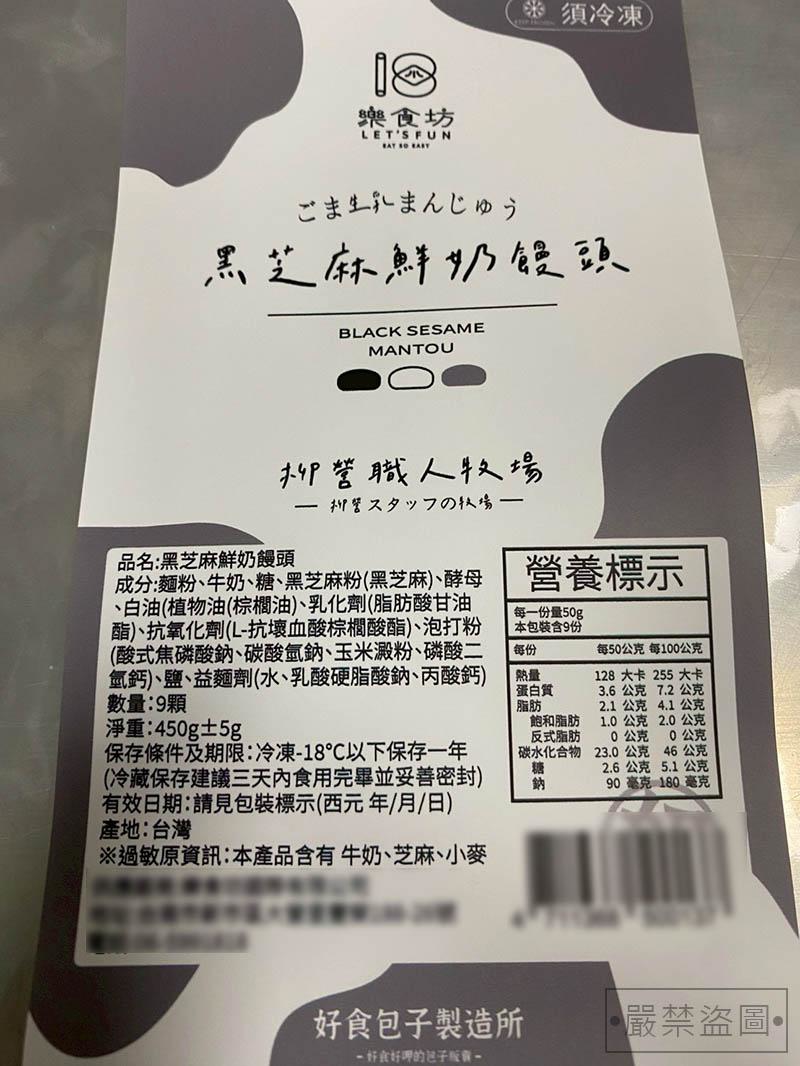 須冷凍
樂食坊
LET'S FUN
EAT SO EASY
ごま生乳まんじゅう
黑芝麻鮮奶饅頭
BLACK SESAME
MANTOU
柳營職人牧場
柳營スタッフの牧場
品名:黑芝麻鮮奶饅頭
成分:麵粉、牛奶、糖、黑芝麻粉(黑芝麻)、酵母
、白油(植物油(棕櫚油)、乳化劑(脂肪酸甘油
酯)、抗氧化劑(L-抗壞血酸棕櫚酸酯)、泡打粉
(酸式焦磷酸鈉、碳酸氫鈉、玉米澱粉、磷酸二
氫鈣)、鹽、益麵劑(水、乳酸硬脂酸鈉、丙酸鈣)
數量:9顆
淨重:450g±5g
保存條件及期限:冷凍-18°C以下保存一年
(冷藏保存建議三天內食用完畢並妥善密封)
有效日期:請見包裝標示(西元 年/月/日)
產地:台灣
※過敏原資訊:本產品含有 牛奶、芝麻、小麥
營養標示
每一份量50g
本包裝含9份
每份 每50公克 每100公克
熱量 128 大卡 255 大卡
蛋白質 3.6 公克 7.2 公克
脂肪 2.1 公克 4.1 公克
飽和脂肪 1.0 公克 2.0 公克
反式脂肪 0 公克 0 公克
碳水化合物 23.0 公克 46 公克
糖 2.6 公克 5.1 公克
鈉 90 毫克 180 毫克
好食包子製造所
-好食好呷的包子販賣-
•嚴禁盜圖•